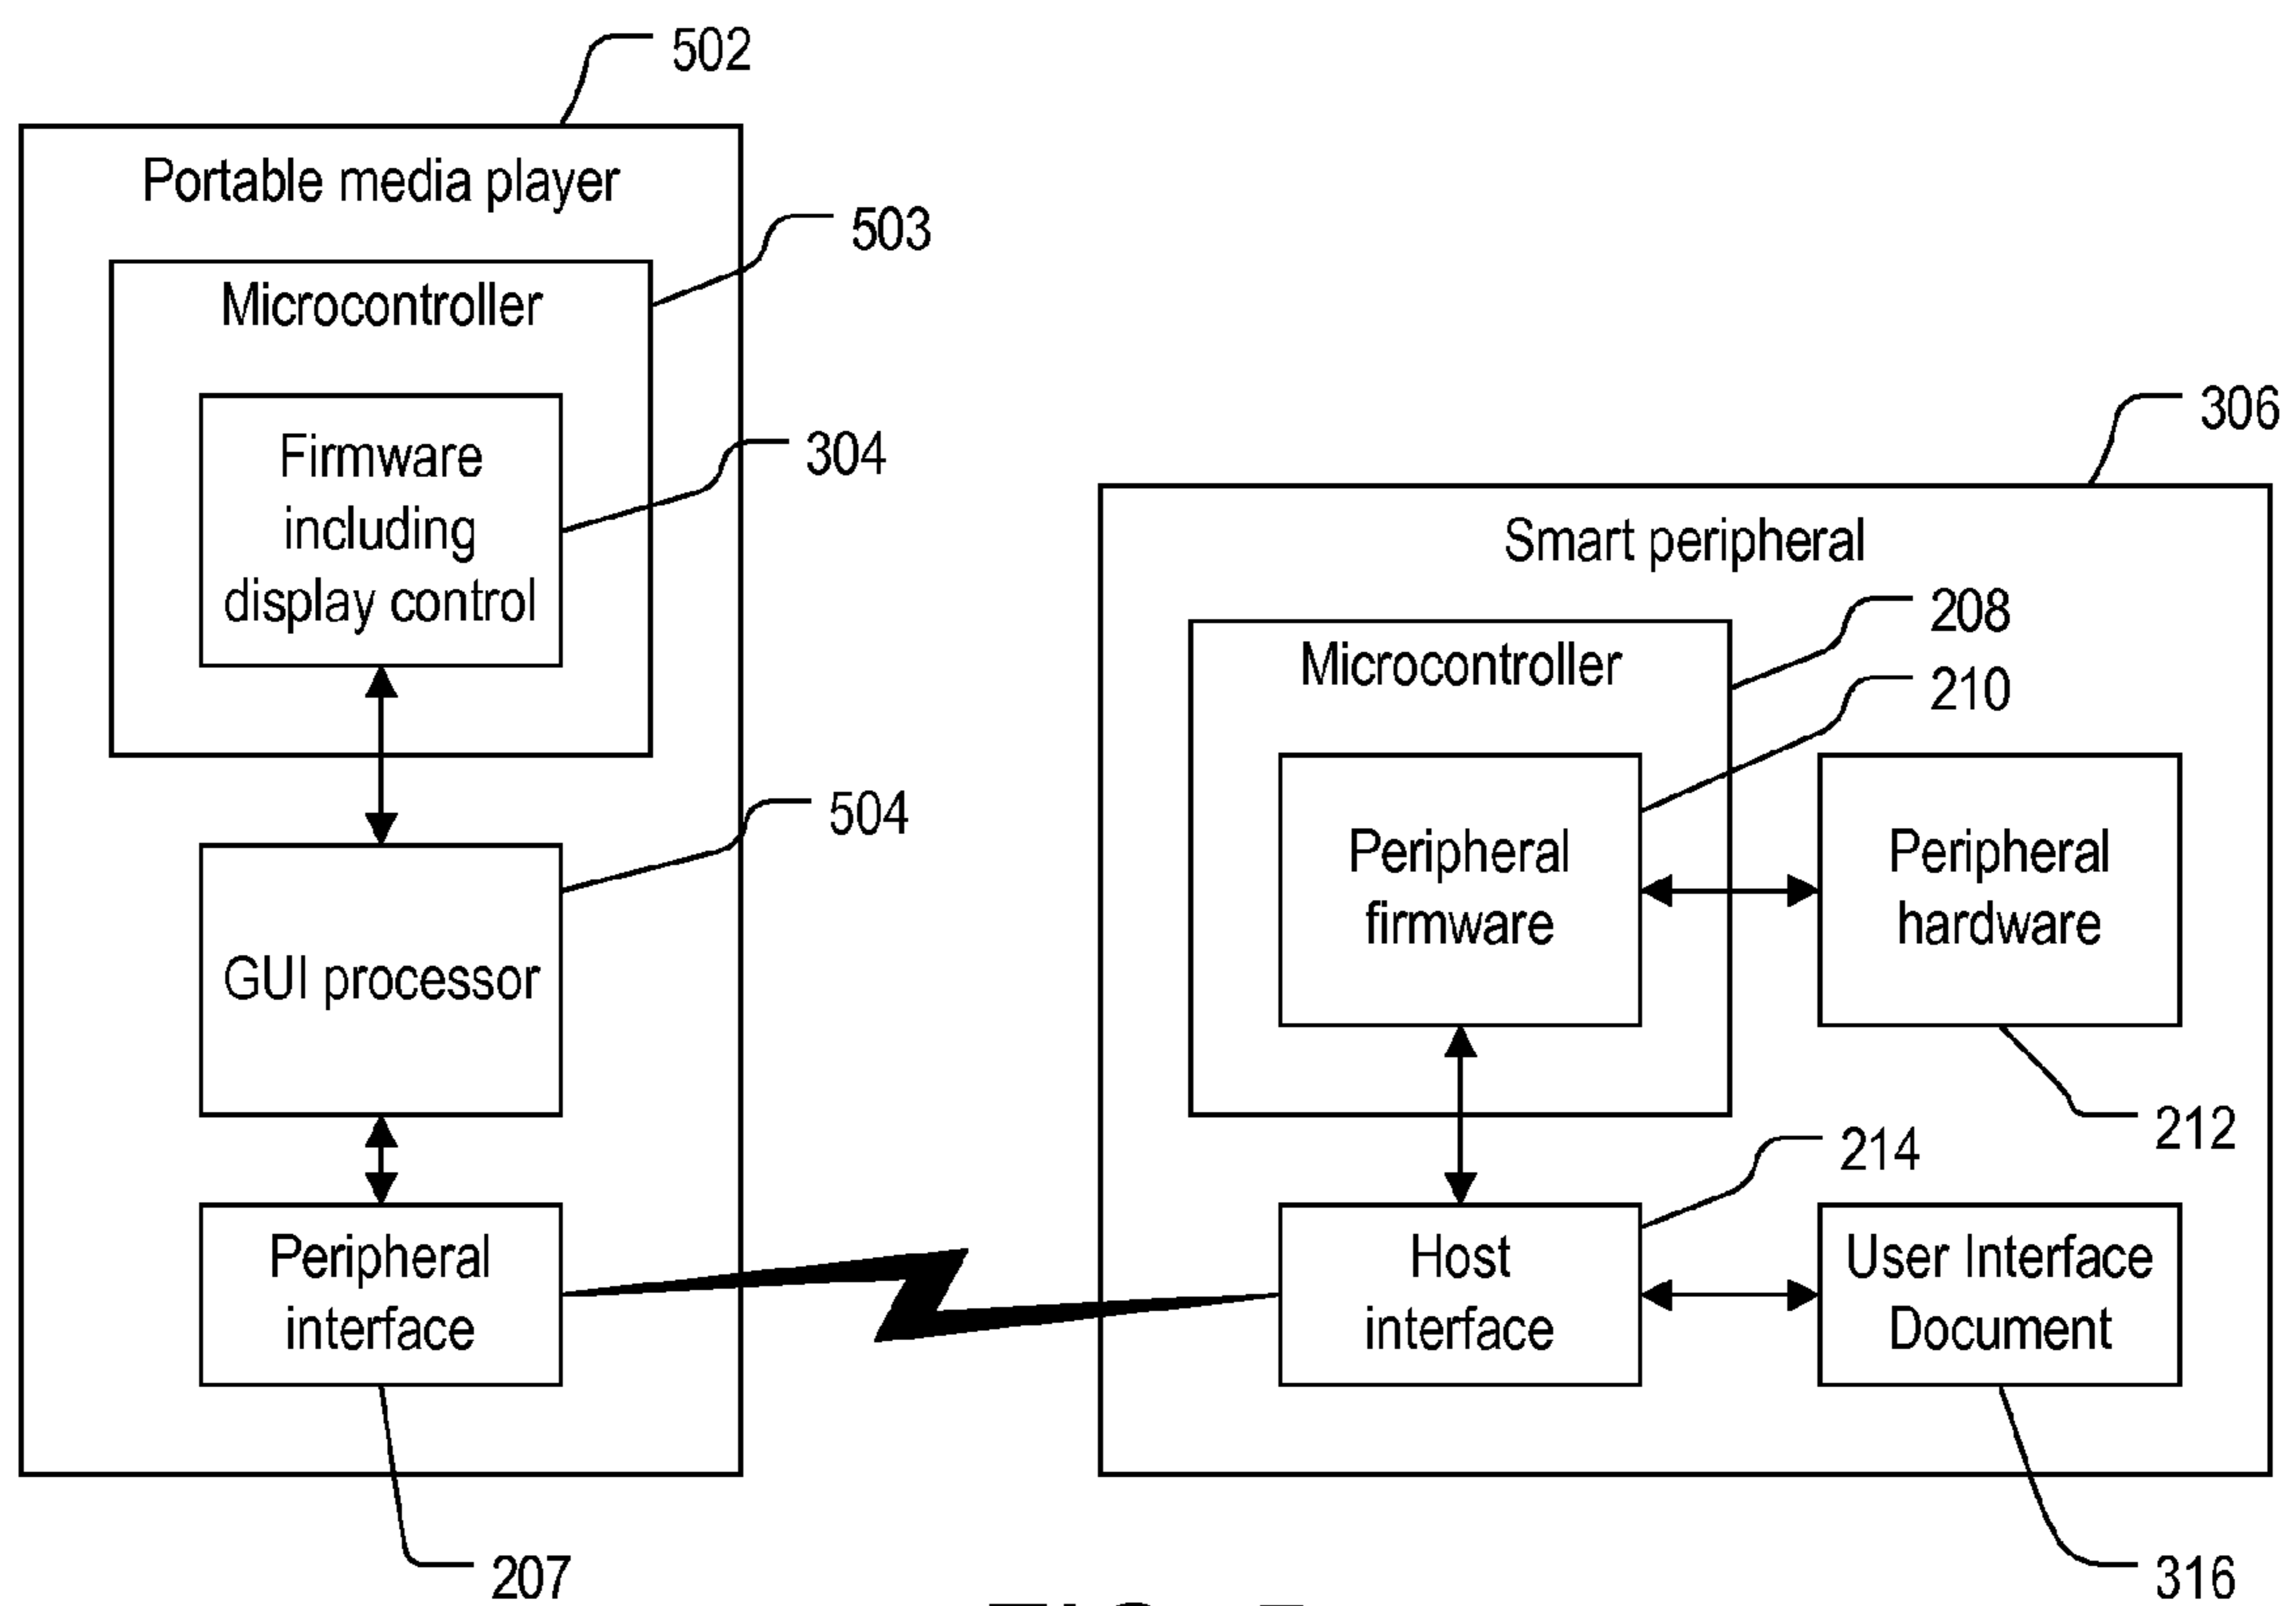 502
Portable media player
503
Microcontroller
Firmware
including
display control
304
504
GUI processor
Peripheral
interface
207
306
Smart peripheral
208
Microcontroller
210
Peripheral
firmware
Peripheral
hardware
212
214
Host
interface
User Interface
Document
316